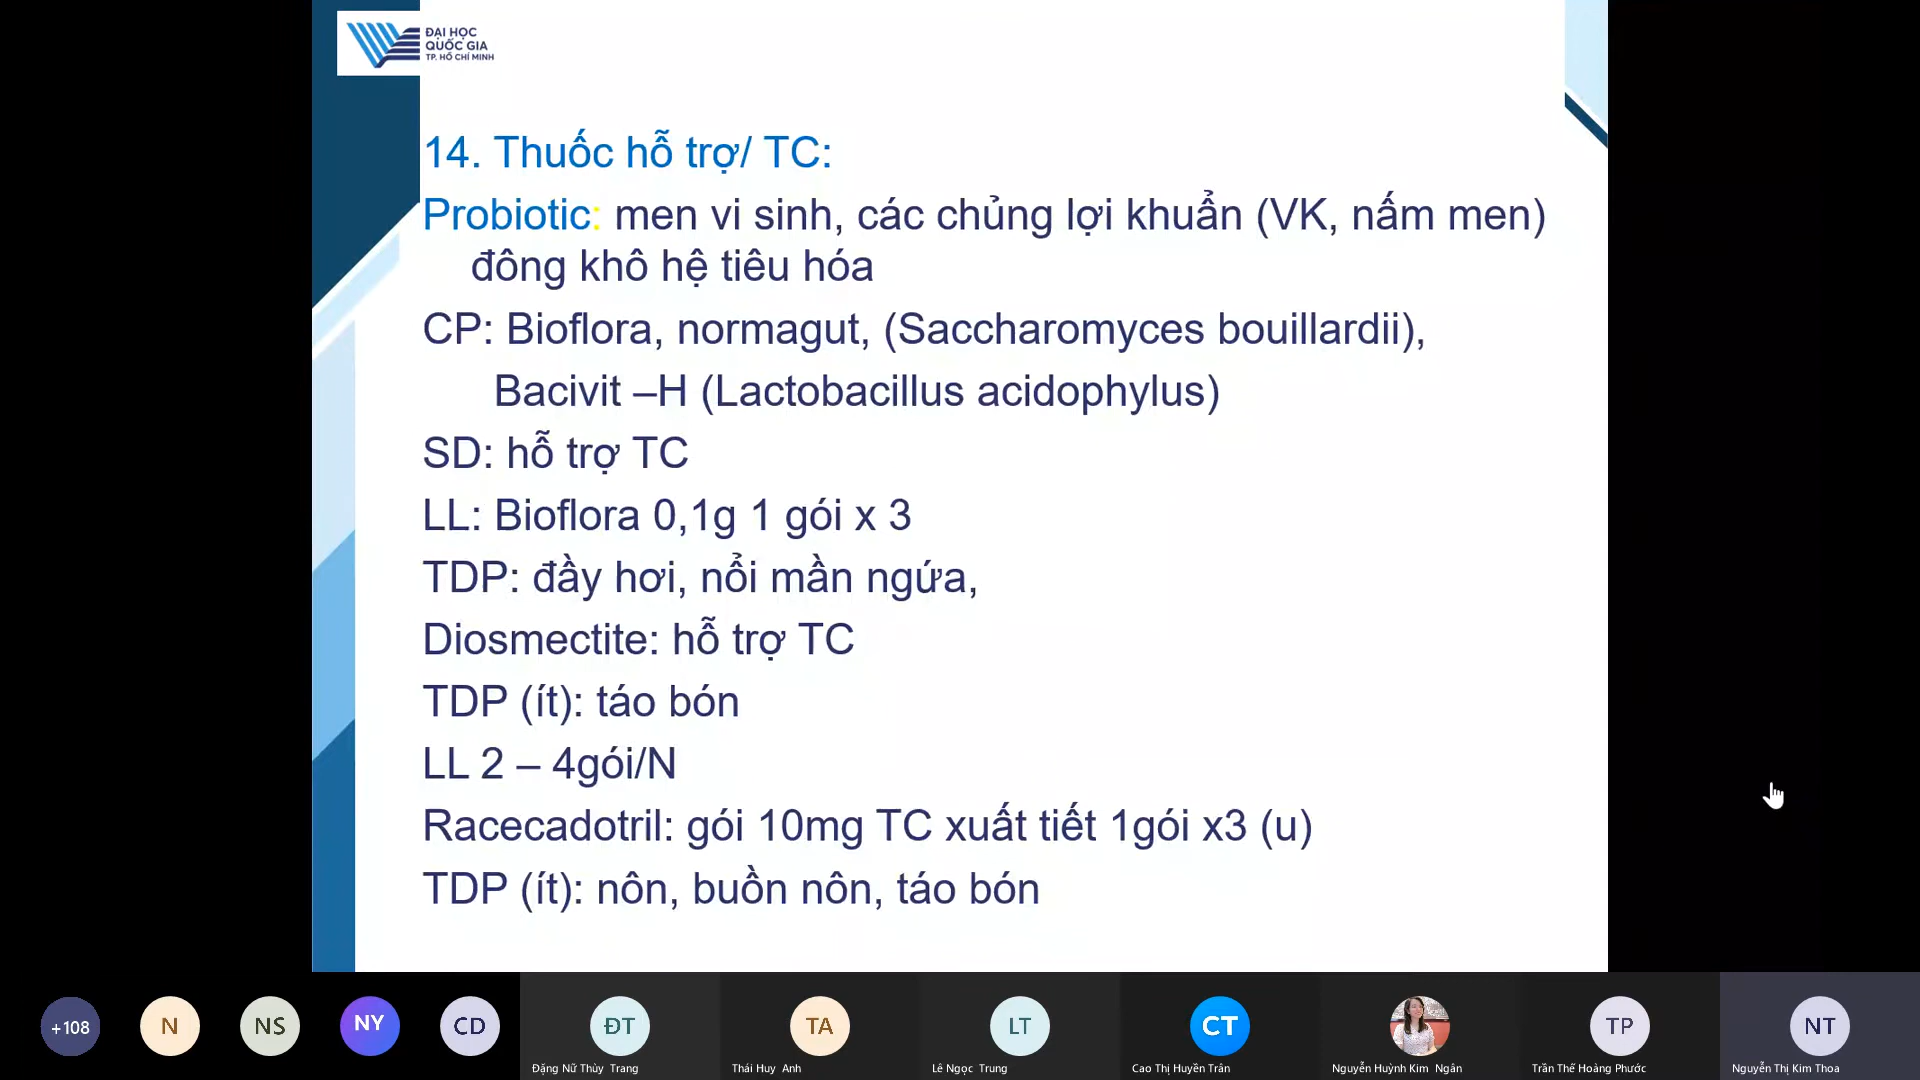 ĐẠI HỌC
QUỐC GIA
TP. HỒ CHÍ MINH
14. Thuốc hỗ trợ/ TC:
Probiotic: men vi sinh, các chủng lợi khuẩn (VK, nấm men)
đông khô hệ tiêu hóa
CP: Bioflora, normagut, (Saccharomyces bouillardii),
Bacivit –H (Lactobacillus acidophylus)
SD: hỗ trợ TC
LL: Bioflora 0,1g 1 gói x 3
TDP: đầy hơi, nổi mần ngứa,
Diosmectite: hỗ trợ TC
TDP (ít): táo bón
LL 2 – 4gói/N
Racecadotril: gói 10mg TC xuất tiết 1gói x3 (u)
TDP (ít): nôn, buồn nôn, táo bón
+108
N
NS
NY
CD
ĐT
TA
LT
CT
TP
NT
Đặng Nữ Thùy Trang
Thái Huy Anh
Lê Ngọc Trung
Cao Thị Huyền Trân
Nguyễn Huỳnh Kim Ngân
Trần Thế Hoàng Phước
Nguyễn Thị Kim Thoa